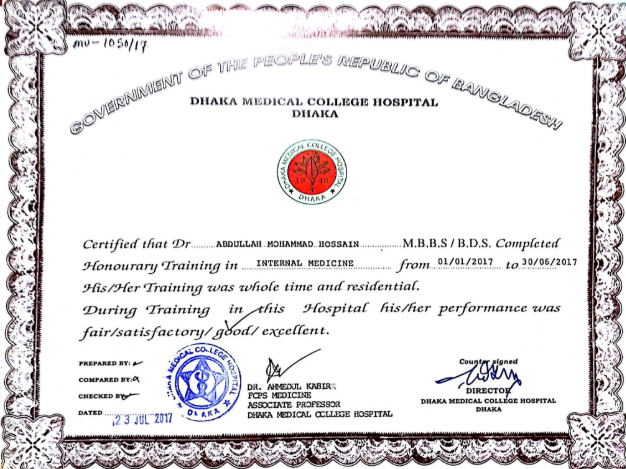 mu-1050/17
GOVERNMENT OF THE PEOPLE'S REPUBLIC OF BANGLADESH
DHAKA MEDICAL COLLEGE HOSPITAL
DHAKA
DHAKA MEDICAL COLLEGE HOSPITAL
DHAKA
Certified that Dr. ABDULLAH MOHAMMAD HOSSAIN M.B.B.S / B.D.S. Completed
Honourary Training in INTERNAL MEDICINE from 01/01/2017 to 30/06/2017
His/Her Training was whole time and residential.
During Training in this Hospital his/her performance was
fair/satisfactory/ good/ excellent.
PREPARED BY:
COMPARED BY:
CHECKED BY
DATED 23 JUL 2017
DHAKA MEDICAL COLLEGE HOSPITAL
DHAKA
DR. AHMEDUL KABIR
FCPS MEDICINE
ASSOCIATE PROFESSOR
DHAKA MEDICAL COLLEGE HOSPITAL
Counter signed
DIRECTOR
DHAKA MEDICAL COLLEGE HOSPITAL
DHAKA